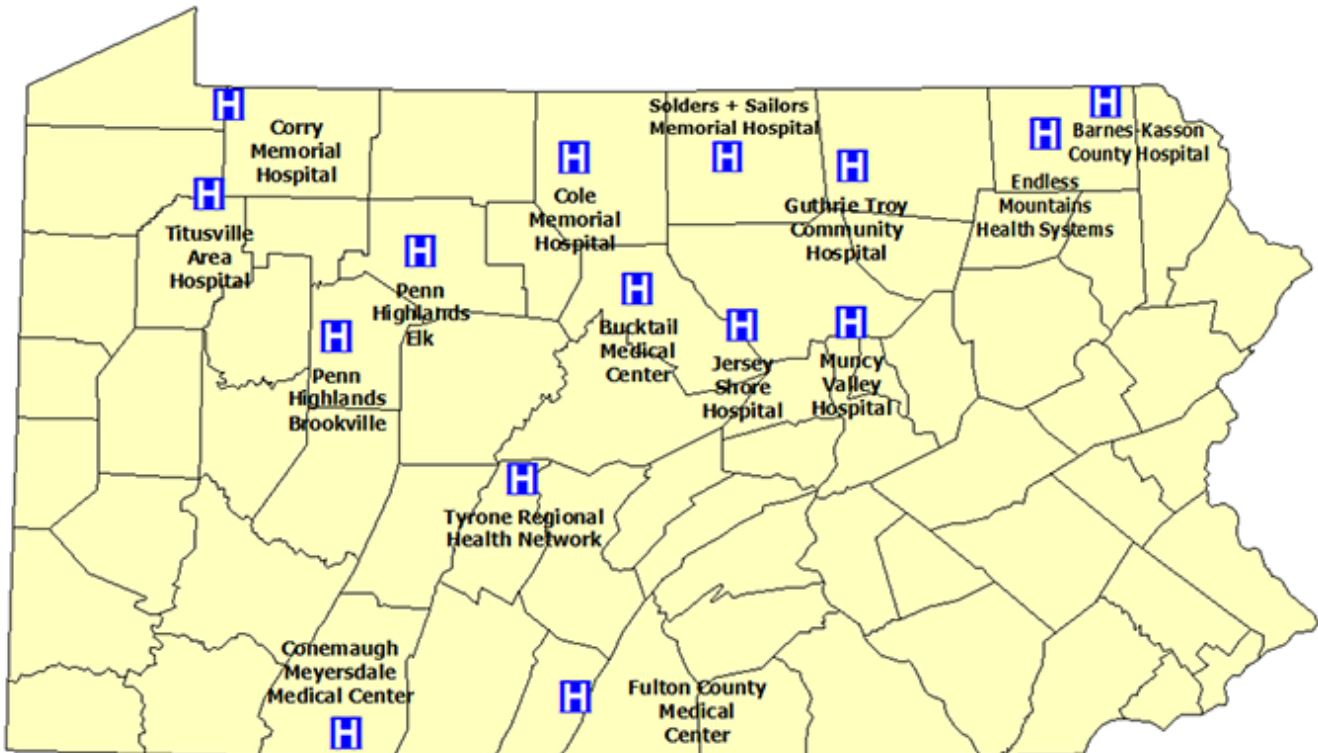 H
Corry
Memorial
Hospital
H
Titusville
Area
Hospital
H
Penn
Highlands
Elk
H
Penn
Highlands
Brookville
H
Cole
Memorial
Hospital
Solders + Sailors
Memorial Hospital
H
H
Guthrie Troy
Community
Hospital
H
Barnes-Kasson
County Hospital
H
Endless
Mountains
Health Systems
H
Bucktail
Medical
Center
H
Jersey
Shore
Hospital
H
Muncy
Valley
Hospital
H
Tyrone Regional
Health Network
Conemaugh
Meyersdale
Medical Center
H
H
Fulton County
Medical
Center